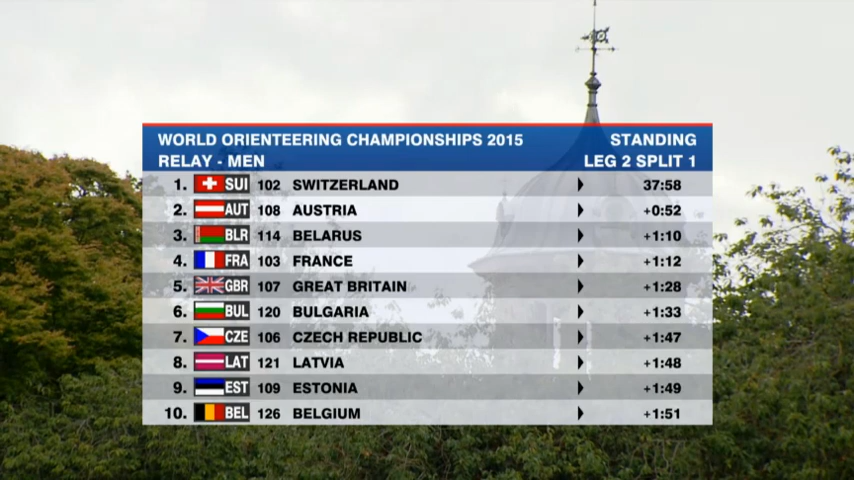 WORLD ORIENTEERING CHAMPIONSHIPS 2015 STANDING
RELAY - MEN LEG 2 SPLIT 1
1. SUI 102 SWITZERLAND 37:58
2. AUT 108 AUSTRIA +0:52
3. BLR 114 BELARUS +1:10
4. FRA 103 FRANCE +1:12
5. GBR 107 GREAT BRITAIN +1:28
6. BUL 120 BULGARIA +1:33
7. CZE 106 CZECH REPUBLIC +1:47
8. LAT 121 LATVIA +1:48
9. EST 109 ESTONIA +1:49
10. BEL 126 BELGIUM +1:51